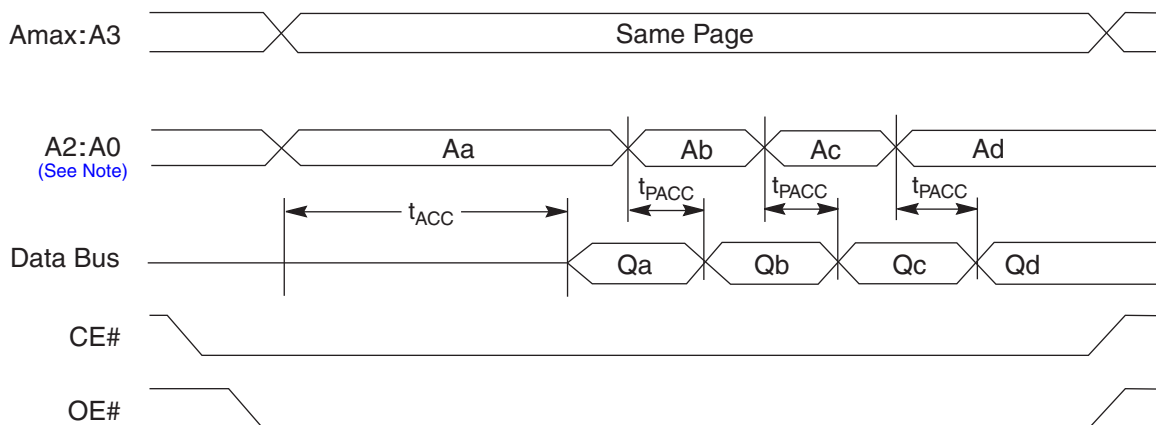 Amax:A3
Same Page
A2:A0
(See Note)
Aa
Ab
Ac
Ad
tACC
tPACC
tPACC
tPACC
Data Bus
Qa
Qb
Qc
Qd
CE#
OE#